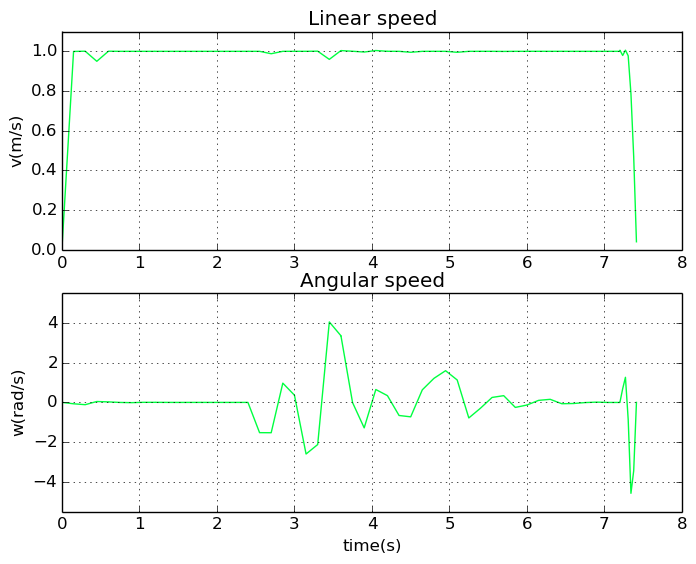 Linear speed
v(m/s)
1.0
0.8
0.6
0.4
0.2
0.0
0 1 2 3 4 5 6 7 8
Angular speed
w(rad/s)
4
2
0
−2
−4
0 1 2 3 4 5 6 7 8
time(s)